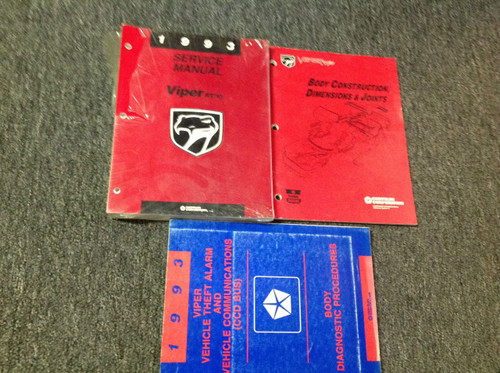 1993
SERVICE
MANUAL
Viper
VIPER
BODY CONSTRUCTION,
DIMENSIONS & JOINTS
1993
VIPER
VEHICLE THEFT ALARM
AND
VEHICLE COMMUNICATIONS
(CCD BUS)
BODY
DIAGNOSTIC PROCEDURES